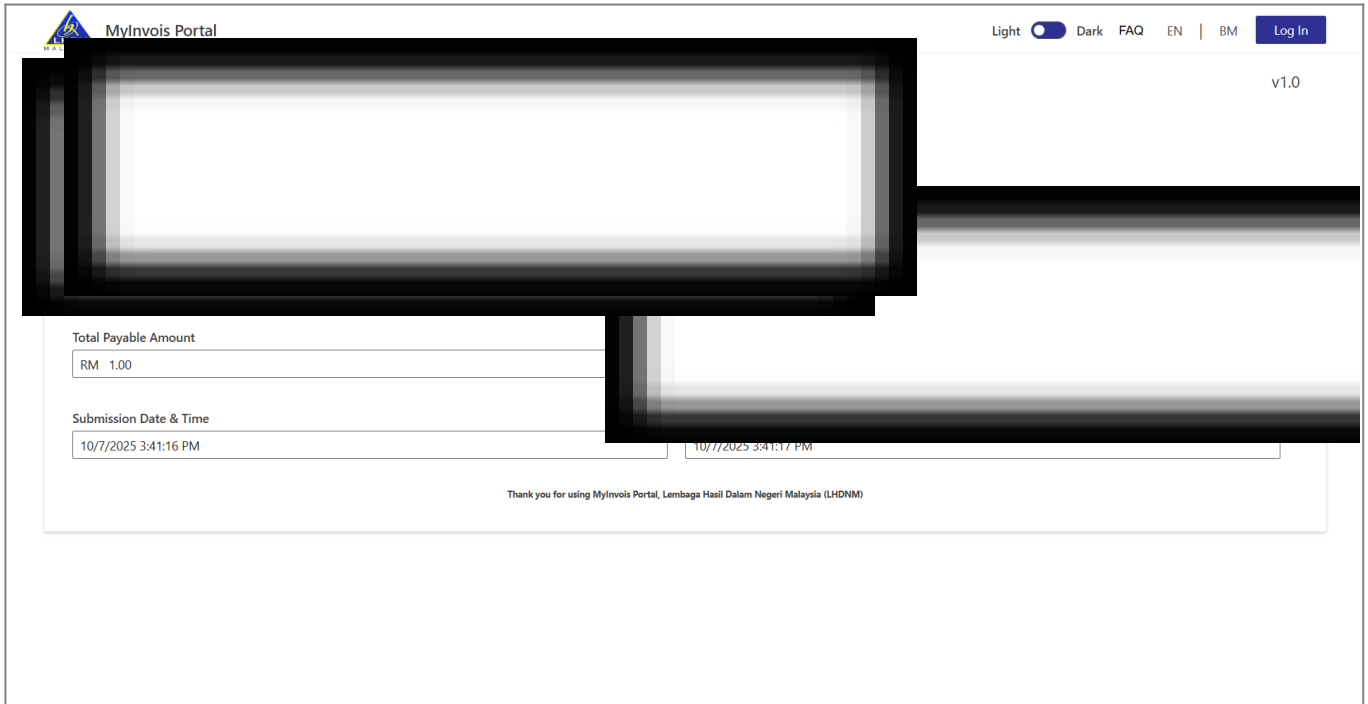 MyInvois Portal
Light Dark FAQ EN | BM Log In
v1.0
Total Payable Amount
RM 1.00
Submission Date & Time
10/7/2025 3:41:16 PM
10/7/2025 3:41:17 PM
Thank you for using MyInvois Portal, Lembaga Hasil Dalam Negeri Malaysia (LHDNM)